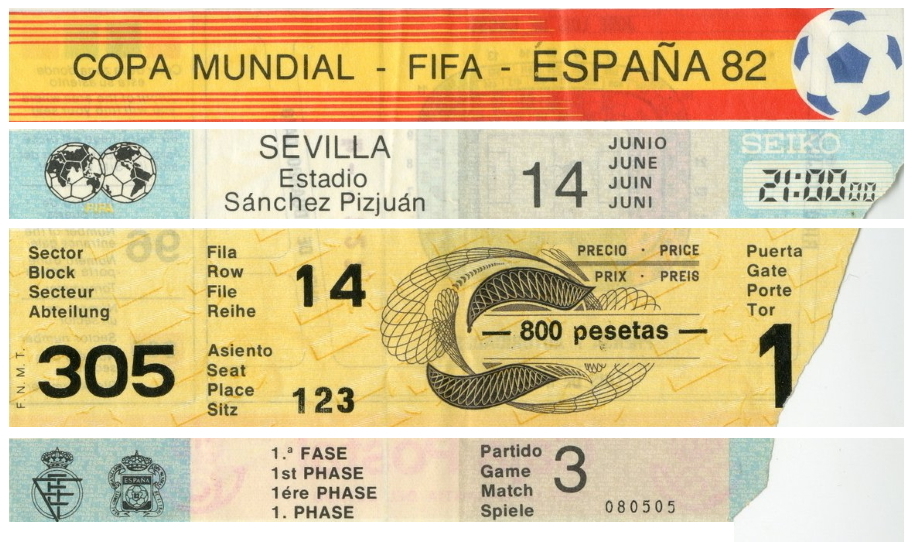 COPA MUNDIAL - FIFA - ESPAÑA 82
FIFA
SEVILLA
Estadio
Sánchez Pizjuán
14
JUNIO
JUNE
JUIN
JUNI
SEIKO
21:00 00
Sector
Block
Secteur
Abteilung
305
F.N.M.T.
Fila
Row
File
Reihe
14
Asiento
Seat
Place
Sitz
123
PRECIO · PRICE
PRIX · PREIS
— 800 pesetas —
Puerta
Gate
Porte
Tor
1
ESPAÑA
1.ª FASE
1st PHASE
1ére PHASE
1. PHASE
Partido
Game
Match
Spiele
3
080505